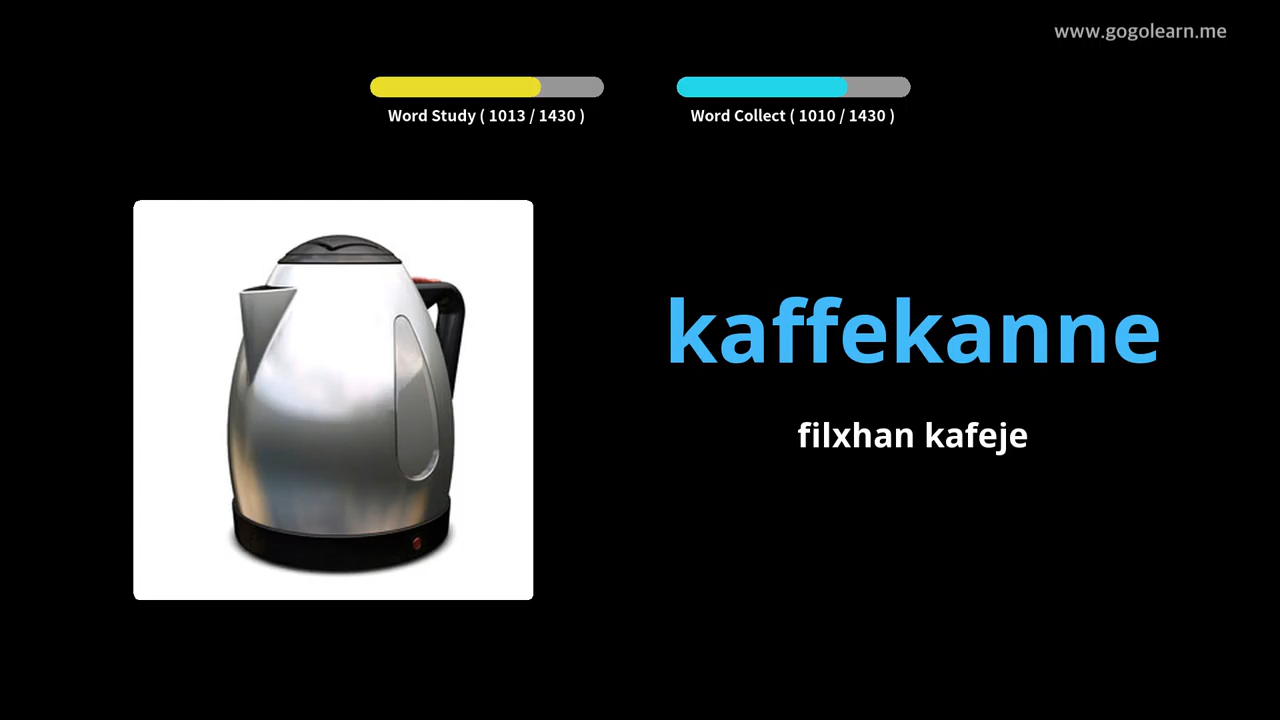 www.gogolearn.me
Word Study ( 1013 / 1430 )
Word Collect ( 1010 / 1430 )
kaffekanne
filxhan kafeje